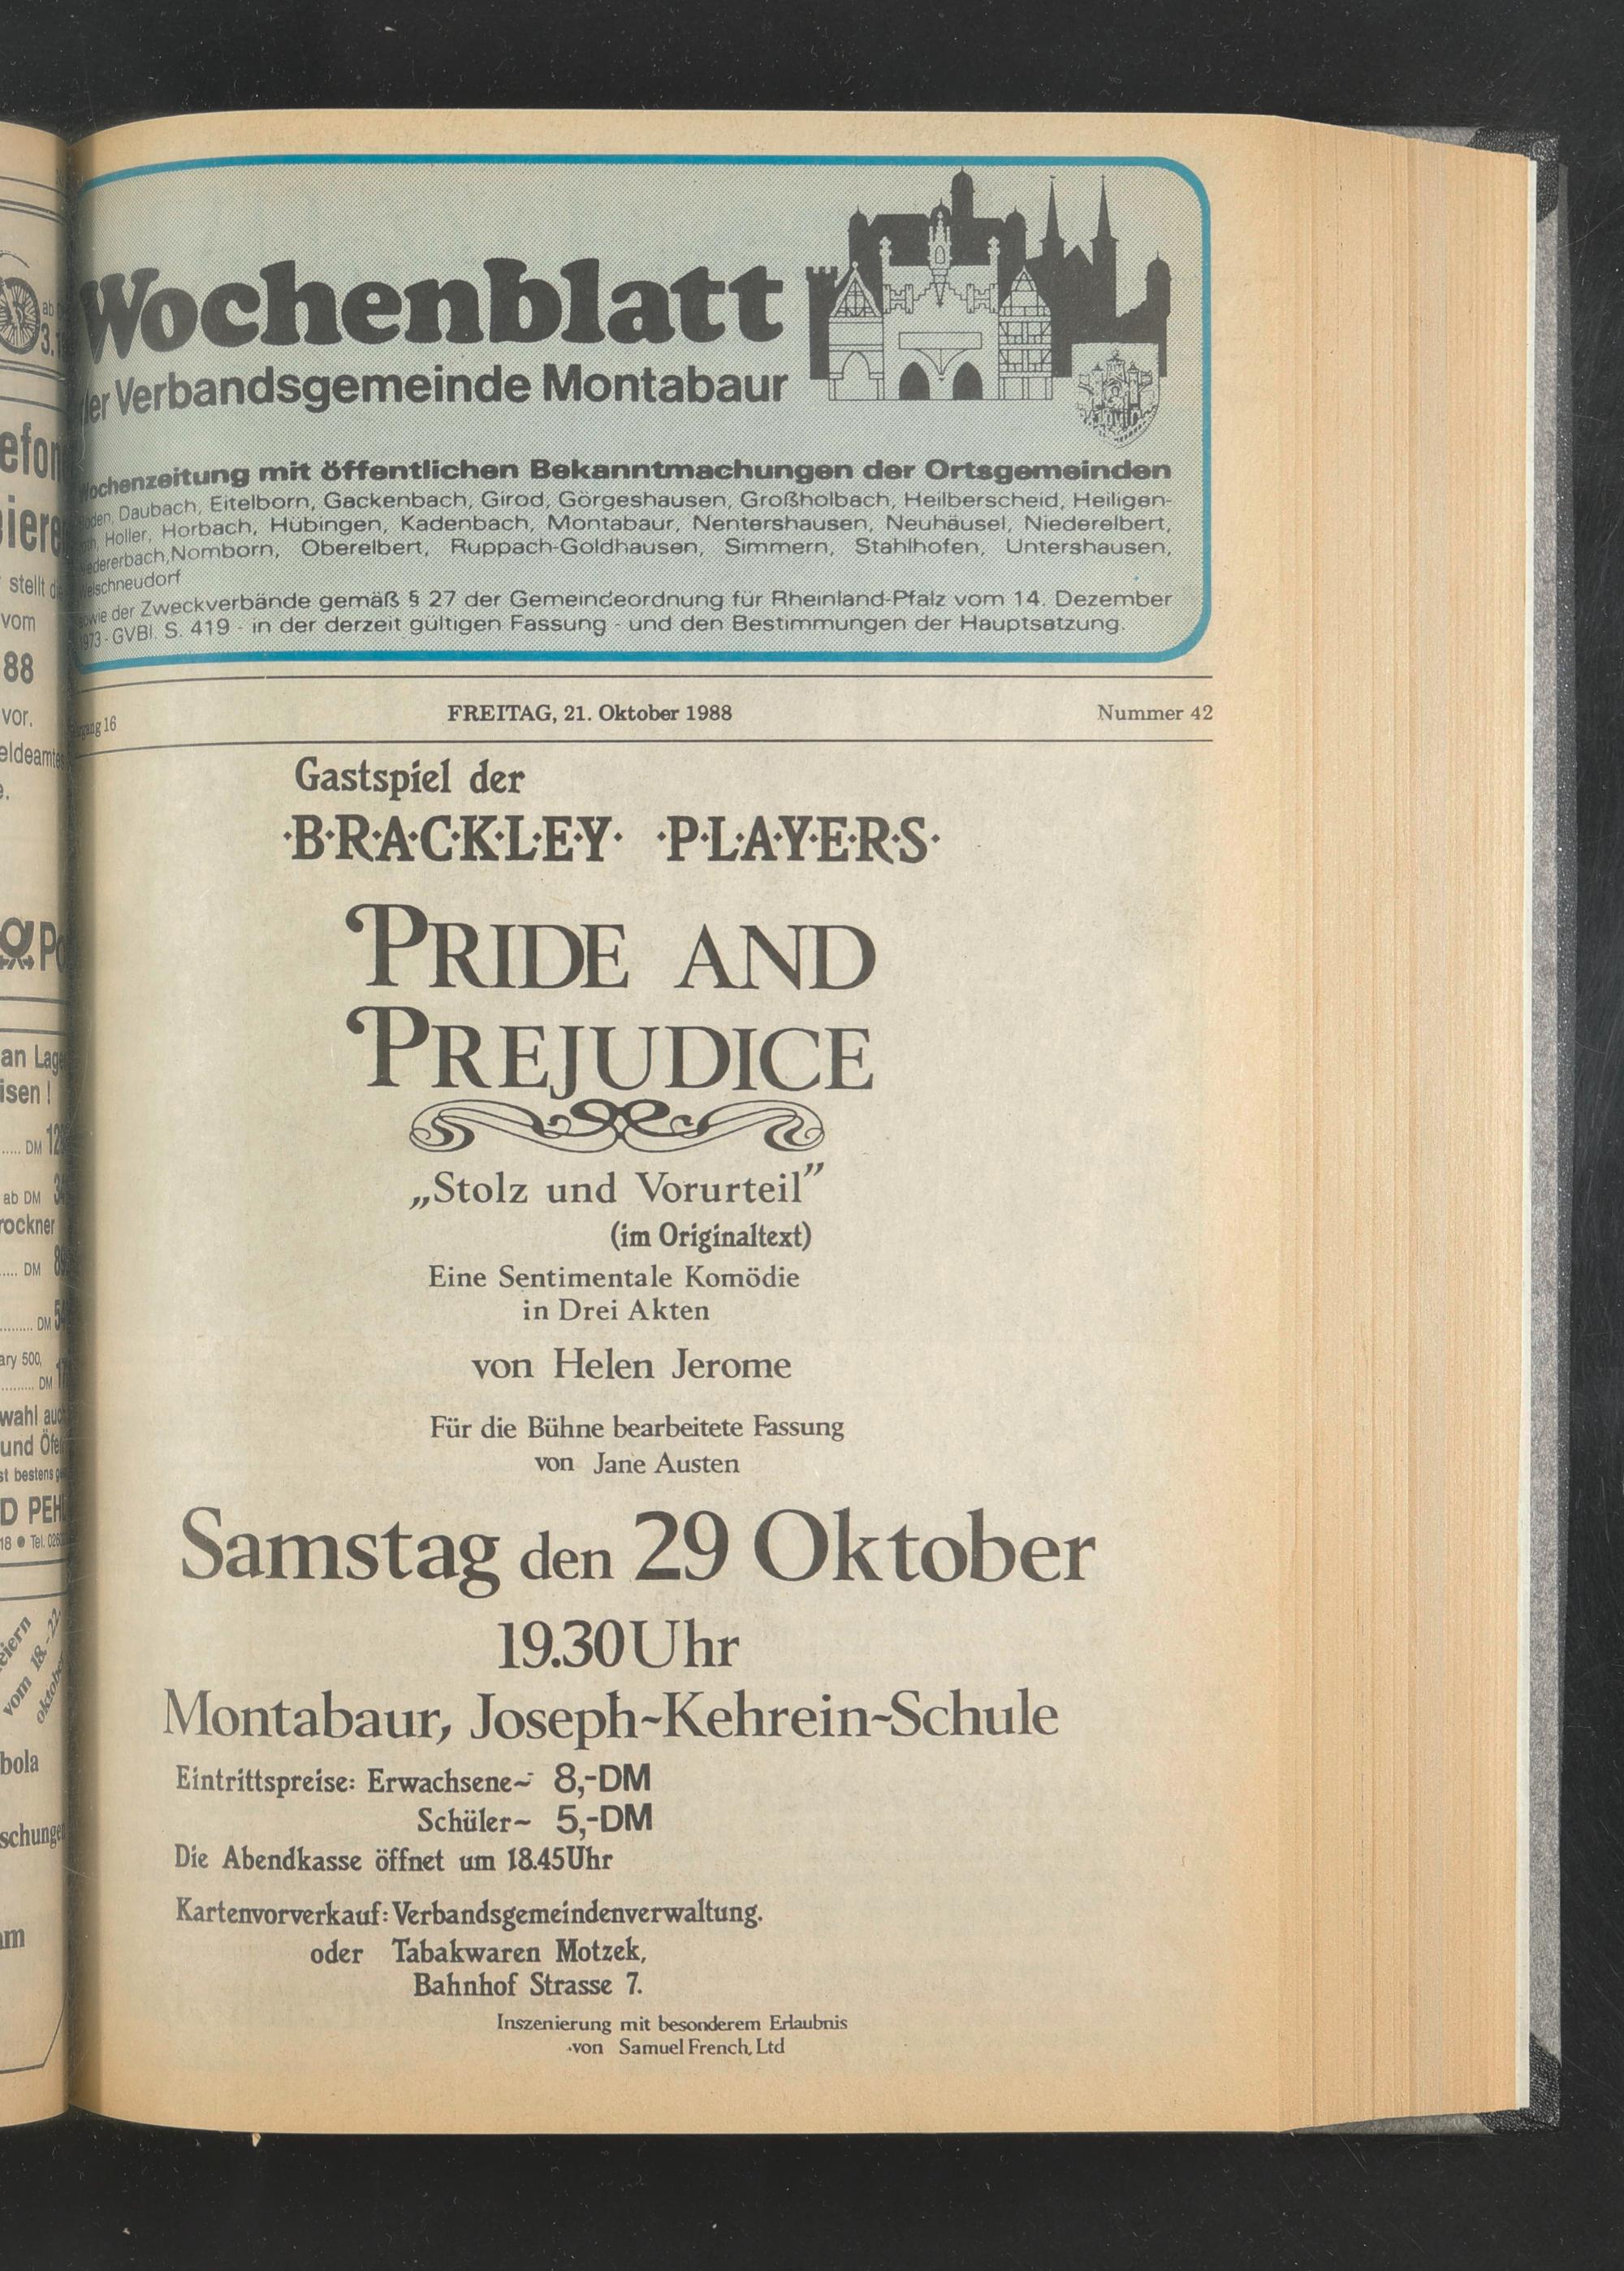 Wochenblatt
der Verbandsgemeinde Montabaur
Wochenzeitung mit öffentlichen Bekanntmachungen der Ortsgemeinden
Daubach, Eitelborn, Gackenbach, Girod, Görgeshausen, Großholbach, Heilberscheid, Heiligen-
Holler, Horbach, Hübingen, Kadenbach, Montabaur, Nentershausen, Neuhäusel, Niederelbert,
Nomborn, Oberelbert, Ruppach-Goldhausen, Simmern, Stahlhofen, Untershausen,
Welschneudorf
sowie der Zweckverbände gemäß § 27 der Gemeindeordnung für Rheinland-Pfalz vom 14. Dezember
1973 - GVBl. S. 419 - in der derzeit gültigen Fassung - und den Bestimmungen der Hauptsatzung.
16
FREITAG, 21. Oktober 1988
Nummer 42
Gastspiel der
·B·R·A·C·K·L·E·Y· ·P·L·A·Y·E·R·S·
PRIDE AND
PREJUDICE
„Stolz und Vorurteil”
(im Originaltext)
Eine Sentimentale Komödie
in Drei Akten
von Helen Jerome
Für die Bühne bearbeitete Fassung
von Jane Austen
Samstag den 29 Oktober
19.30 Uhr
Montabaur, Joseph~Kehrein~Schule
Eintrittspreise: Erwachsene~ 8,-DM
Schüler~ 5,-DM
Die Abendkasse öffnet um 18.45 Uhr
Kartenvorverkauf: Verbandsgemeindenverwaltung.
oder Tabakwaren Motzek,
Bahnhof Strasse 7.
Inszenierung mit besonderem Erlaubnis
von Samuel French, Ltd